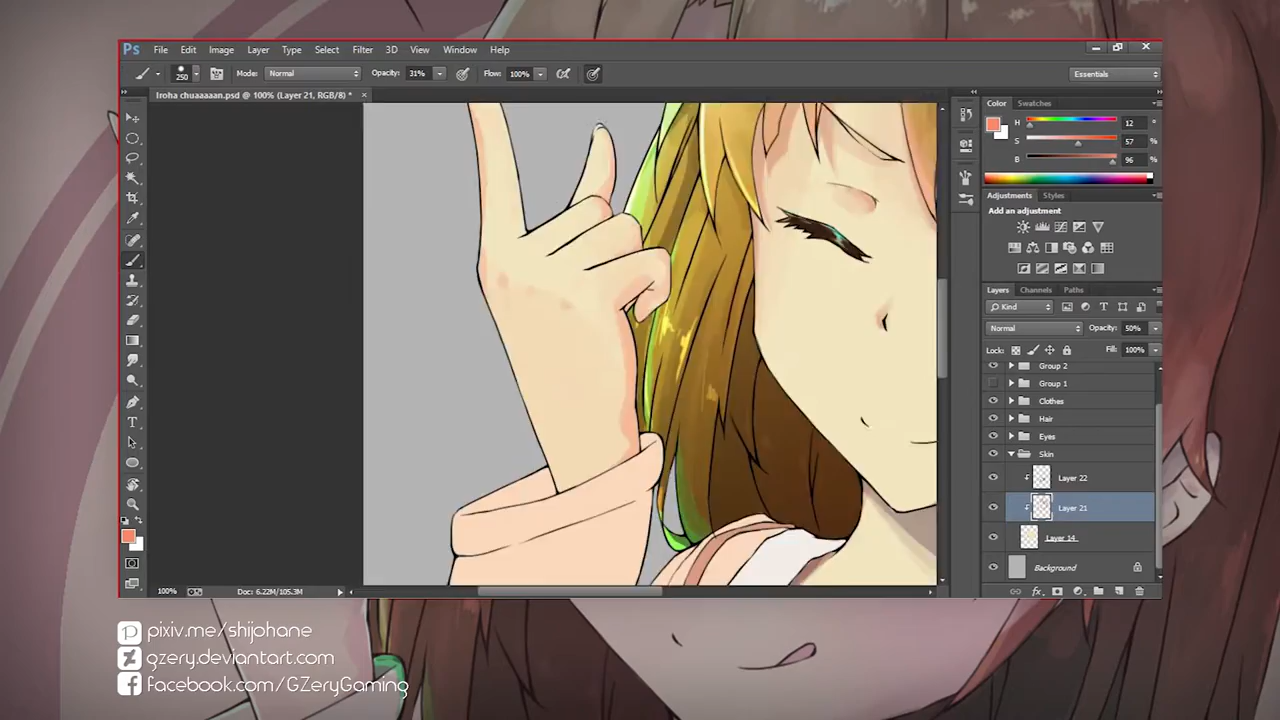 Ps File Edit Image Layer Type Select Filter 3D View Window Help
250 Mode: Normal Opacity: 31% Flow: 100% Essentials
Iroha chuaaaaan.psd @ 100% (Layer 21, RGB/8) * ×
Color Swatches
H 12 °
S 57 %
B 96 %
Adjustments Styles
Add an adjustment
Layers Channels Paths
Kind
Normal Opacity: 50%
Lock: Fill: 100%
Group 2
Group 1
Clothes
Hair
Eyes
Skin
Layer 22
Layer 21
Layer 14
Background
100% Doc: 6.22M/105.3M
pixiv.me/shijphane
gzery.deviantart.com
facebook.com/GZeryGaming